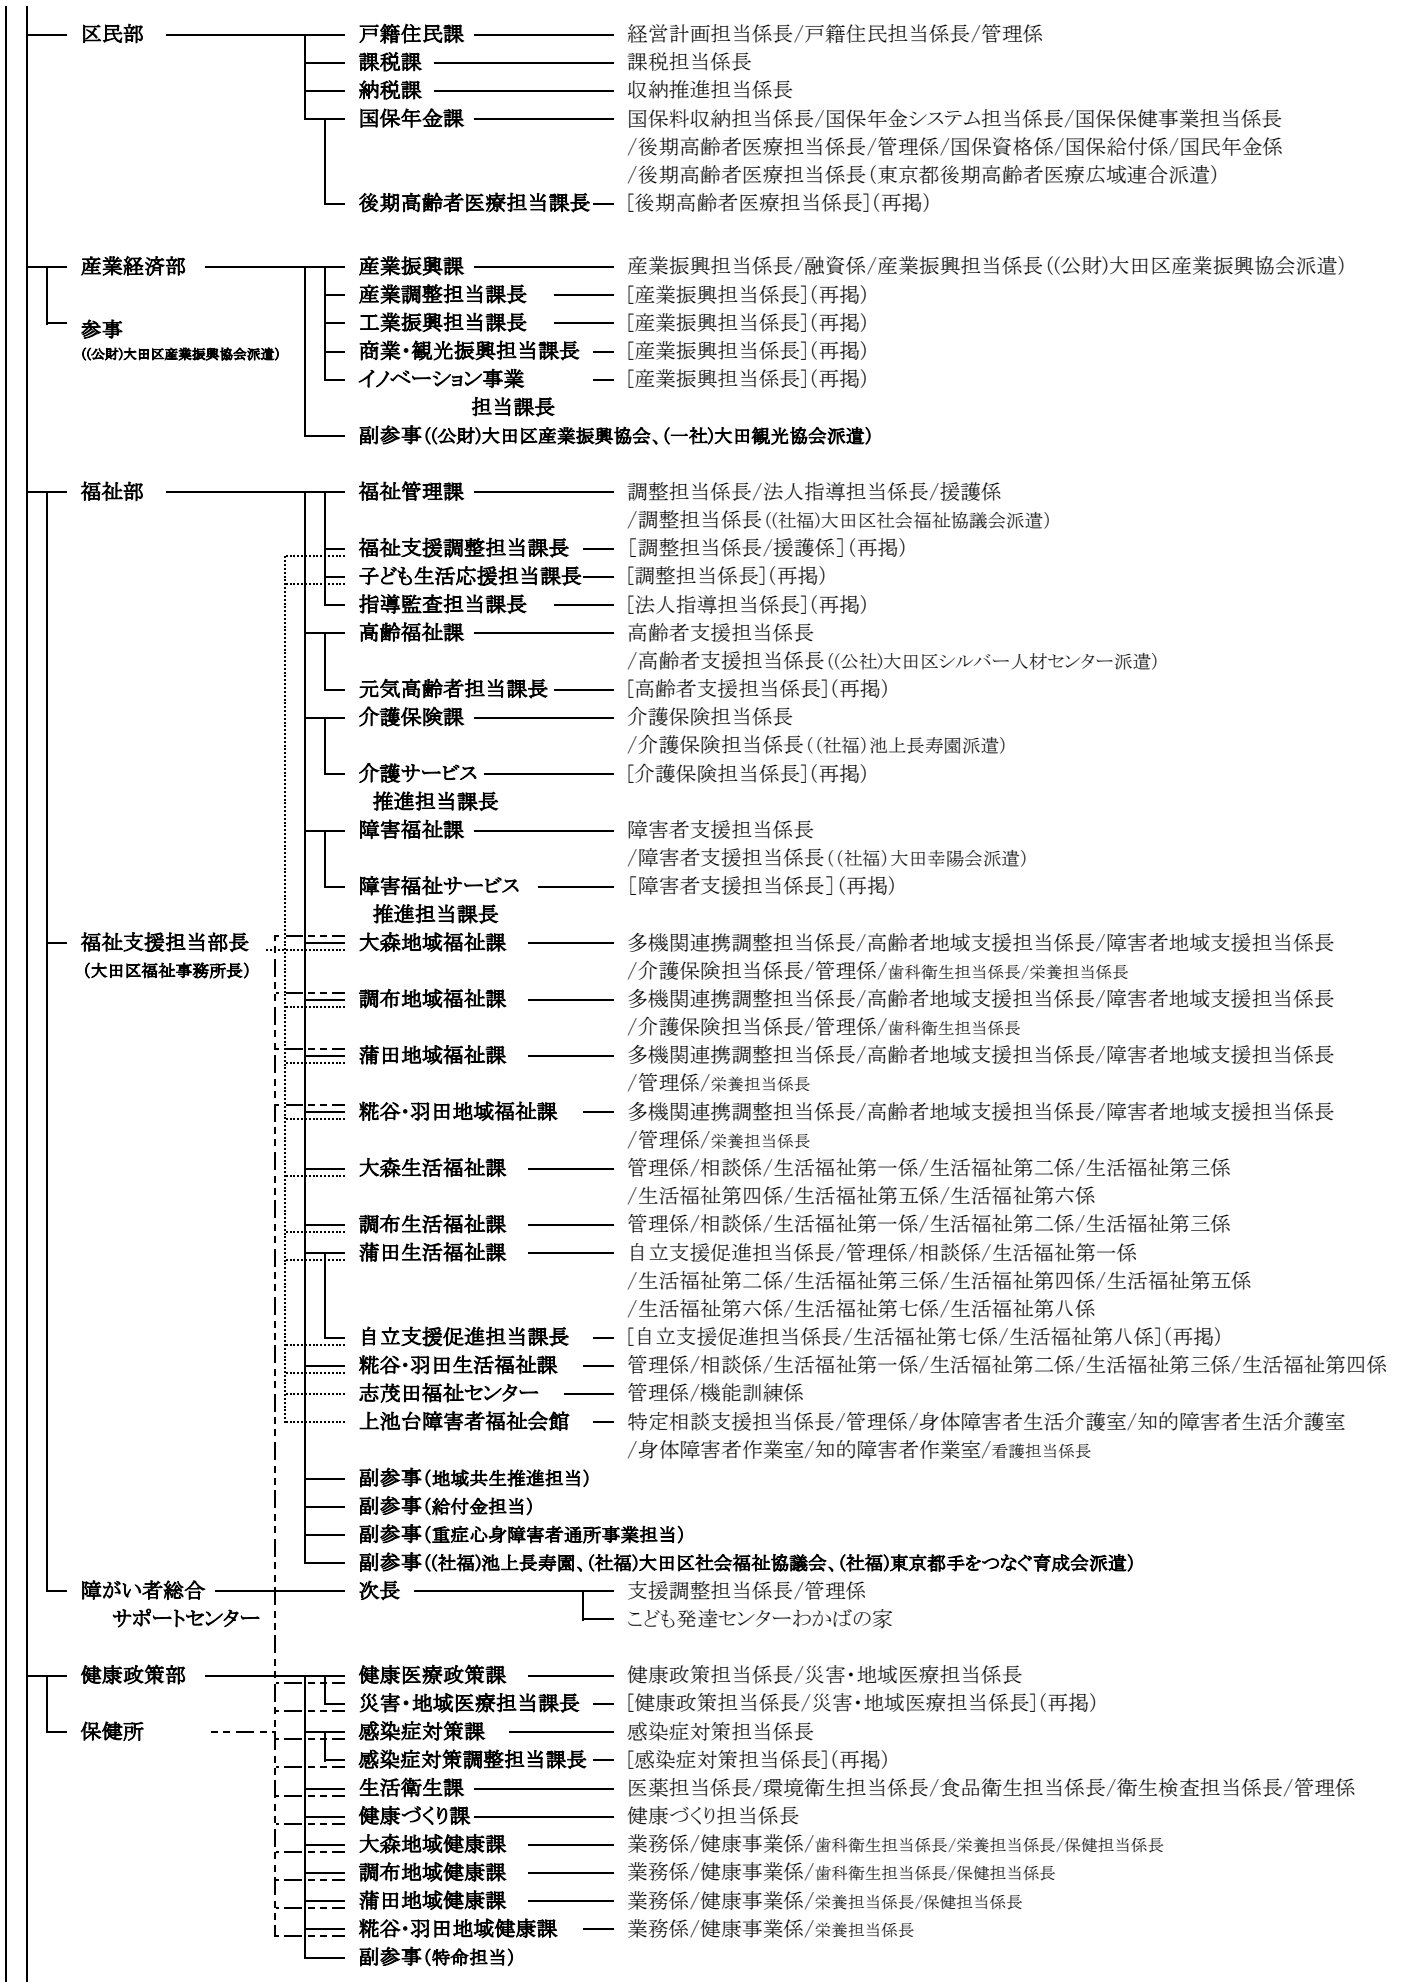 区民部 戸籍住民課 経営計画担当係長/戸籍住民担当係長/管理係
課税課 課税担当係長
納税課 収納推進担当係長
国保年金課 国保料収納担当係長/国保年金システム担当係長/国保保健事業担当係長
/後期高齢者医療担当係長/管理係/国保資格係/国保給付係/国民年金係
/後期高齢者医療担当係長(東京都後期高齢者医療広域連合派遣)
後期高齢者医療担当課長 [後期高齢者医療担当係長](再掲)
産業経済部 産業振興課 産業振興担当係長/融資係/産業振興担当係長((公財)大田区産業振興協会派遣)
産業調整担当課長 [産業振興担当係長](再掲)
参事 工業振興担当課長 [産業振興担当係長](再掲)
((公財)大田区産業振興協会派遣) 商業・観光振興担当課長 [産業振興担当係長](再掲)
イノベーション事業 [産業振興担当係長](再掲)
担当課長
副参事((公財)大田区産業振興協会、(一社)大田観光協会派遣)
福祉部 福祉管理課 調整担当係長/法人指導担当係長/援護係
/調整担当係長((社福)大田区社会福祉協議会派遣)
福祉支援調整担当課長 [調整担当係長/援護係](再掲)
子ども生活応援担当課長 [調整担当係長](再掲)
指導監査担当課長 [法人指導担当係長](再掲)
高齢福祉課 高齢者支援担当係長
/高齢者支援担当係長((公社)大田区シルバー人材センター派遣)
元気高齢者担当課長 [高齢者支援担当係長](再掲)
介護保険課 介護保険担当係長
/介護保険担当係長((社福)池上長寿園派遣)
介護サービス [介護保険担当係長](再掲)
推進担当課長
障害福祉課 障害者支援担当係長
/障害者支援担当係長((社福)大田幸陽会派遣)
障害福祉サービス [障害者支援担当係長](再掲)
推進担当課長
福祉支援担当部長 大森地域福祉課 多機関連携調整担当係長/高齢者地域支援担当係長/障害者地域支援担当係長
(大田区福祉事務所長) /介護保険担当係長/管理係/歯科衛生担当係長/栄養担当係長
調布地域福祉課 多機関連携調整担当係長/高齢者地域支援担当係長/障害者地域支援担当係長
/介護保険担当係長/管理係/歯科衛生担当係長
蒲田地域福祉課 多機関連携調整担当係長/高齢者地域支援担当係長/障害者地域支援担当係長
/管理係/栄養担当係長
糀谷・羽田地域福祉課 多機関連携調整担当係長/高齢者地域支援担当係長/障害者地域支援担当係長
/管理係/栄養担当係長
大森生活福祉課 管理係/相談係/生活福祉第一係/生活福祉第二係/生活福祉第三係
/生活福祉第四係/生活福祉第五係/生活福祉第六係
調布生活福祉課 管理係/相談係/生活福祉第一係/生活福祉第二係/生活福祉第三係
蒲田生活福祉課 自立支援促進担当係長/管理係/相談係/生活福祉第一係
/生活福祉第二係/生活福祉第三係/生活福祉第四係/生活福祉第五係
/生活福祉第六係/生活福祉第七係/生活福祉第八係
自立支援促進担当課長 [自立支援促進担当係長/生活福祉第七係/生活福祉第八係](再掲)
糀谷・羽田生活福祉課 管理係/相談係/生活福祉第一係/生活福祉第二係/生活福祉第三係/生活福祉第四係
志茂田福祉センター 管理係/機能訓練係
上池台障害者福祉会館 特定相談支援担当係長/管理係/身体障害者生活介護室/知的障害者生活介護室
/身体障害者作業室/知的障害者作業室/看護担当係長
副参事(地域共生推進担当)
副参事(給付金担当)
副参事(重症心身障害者通所事業担当)
副参事((社福)池上長寿園、(社福)大田区社会福祉協議会、(社福)東京都手をつなぐ育成会派遣)
障がい者総合 次長 支援調整担当係長/管理係
サポートセンター こども発達センターわかばの家
健康政策部 健康医療政策課 健康政策担当係長/災害・地域医療担当係長
災害・地域医療担当課長 [健康政策担当係長/災害・地域医療担当係長](再掲)
保健所 感染症対策課 感染症対策担当係長
感染症対策調整担当課長 [感染症対策担当係長](再掲)
生活衛生課 医薬担当係長/環境衛生担当係長/食品衛生担当係長/衛生検査担当係長/管理係
健康づくり課 健康づくり担当係長
大森地域健康課 業務係/健康事業係/歯科衛生担当係長/栄養担当係長/保健担当係長
調布地域健康課 業務係/健康事業係/歯科衛生担当係長/保健担当係長
蒲田地域健康課 業務係/健康事業係/栄養担当係長/保健担当係長
糀谷・羽田地域健康課 業務係/健康事業係/栄養担当係長
副参事(特命担当)